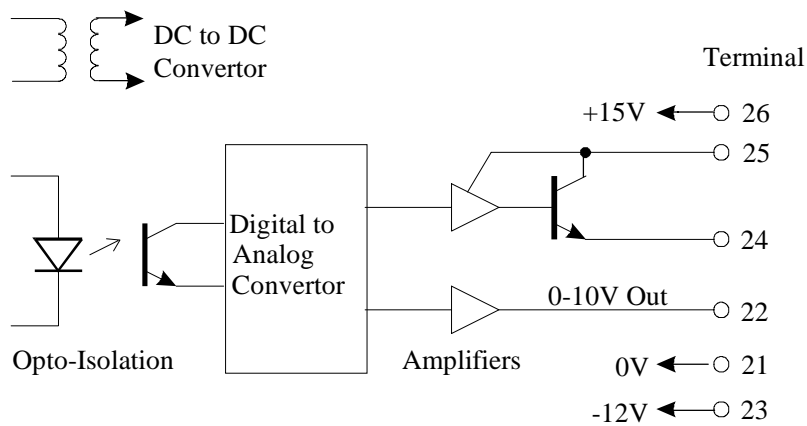 DC to DC
Convertor
Terminal
+15V
26
25
Digital to
Analog
Convertor
24
0-10V Out
22
Opto-Isolation
Amplifiers
0V
21
-12V
23